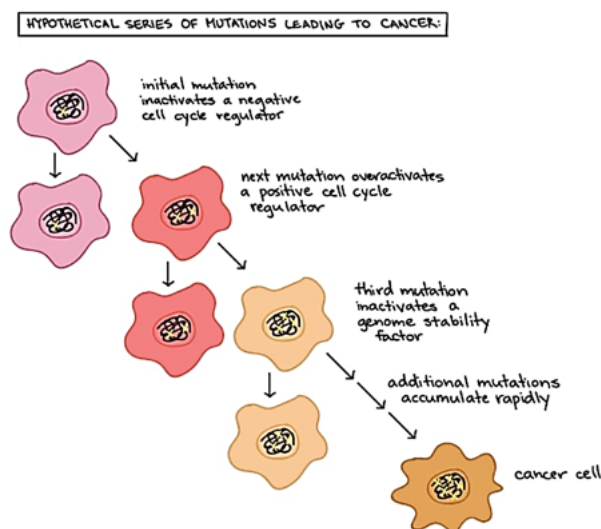 HYPOTHETICAL SERIES OF MUTATIONS LEADING TO CANCER:
initial mutation
inactivates a negative
cell cycle regulator
next mutation overactivates
a positive cell cycle
regulator
third mutation
inactivates a
genome stability
factor
additional mutations
accumulate rapidly
cancer cell